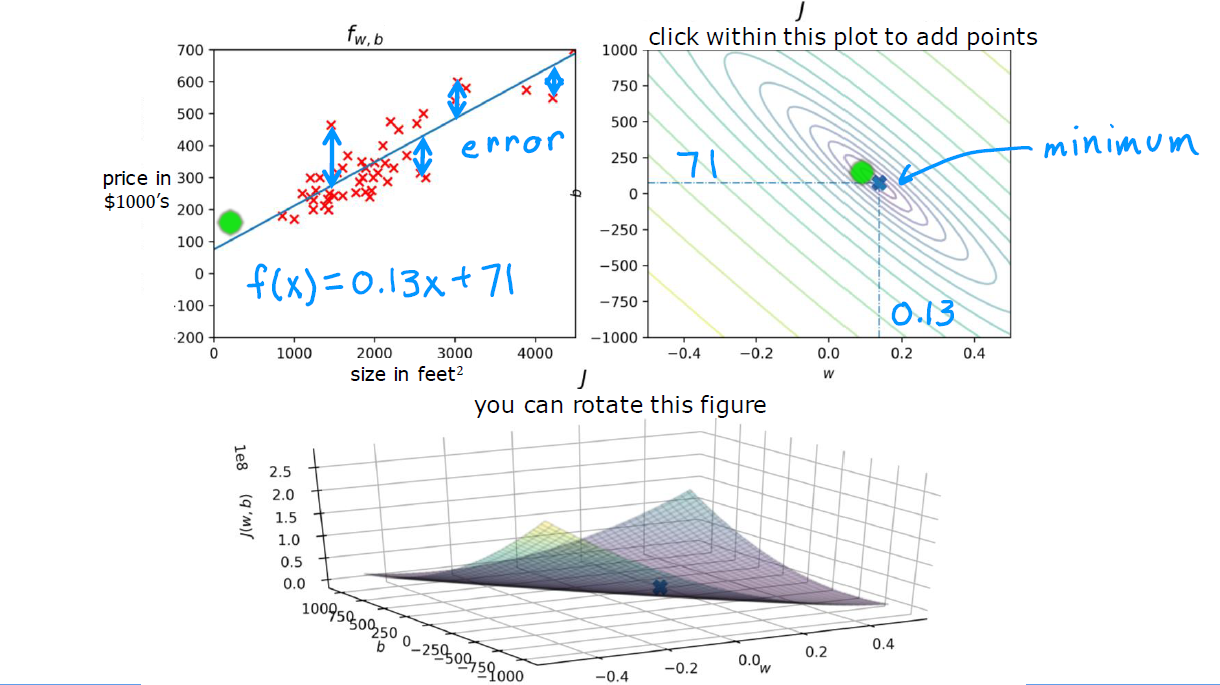 f w, b
700
600
500
400
300
200
100
0
-100
-200
0 1000 2000 3000 4000
price in
$1000's
size in feet²
error
f(x)=0.13x+71
J
click within this plot to add points
1000
750
500
250
0
−250
−500
−750
−1000
b
−0.4 −0.2 0.0 0.2 0.4
w
71
0.13
minimum
J
you can rotate this figure
1e8
J(w, b)
2.5
2.0
1.5
1.0
0.5
0.0
1000
750
500
250
0
−250
−500
−750
−1000
b
−0.4 −0.2 0.0 0.2 0.4
w